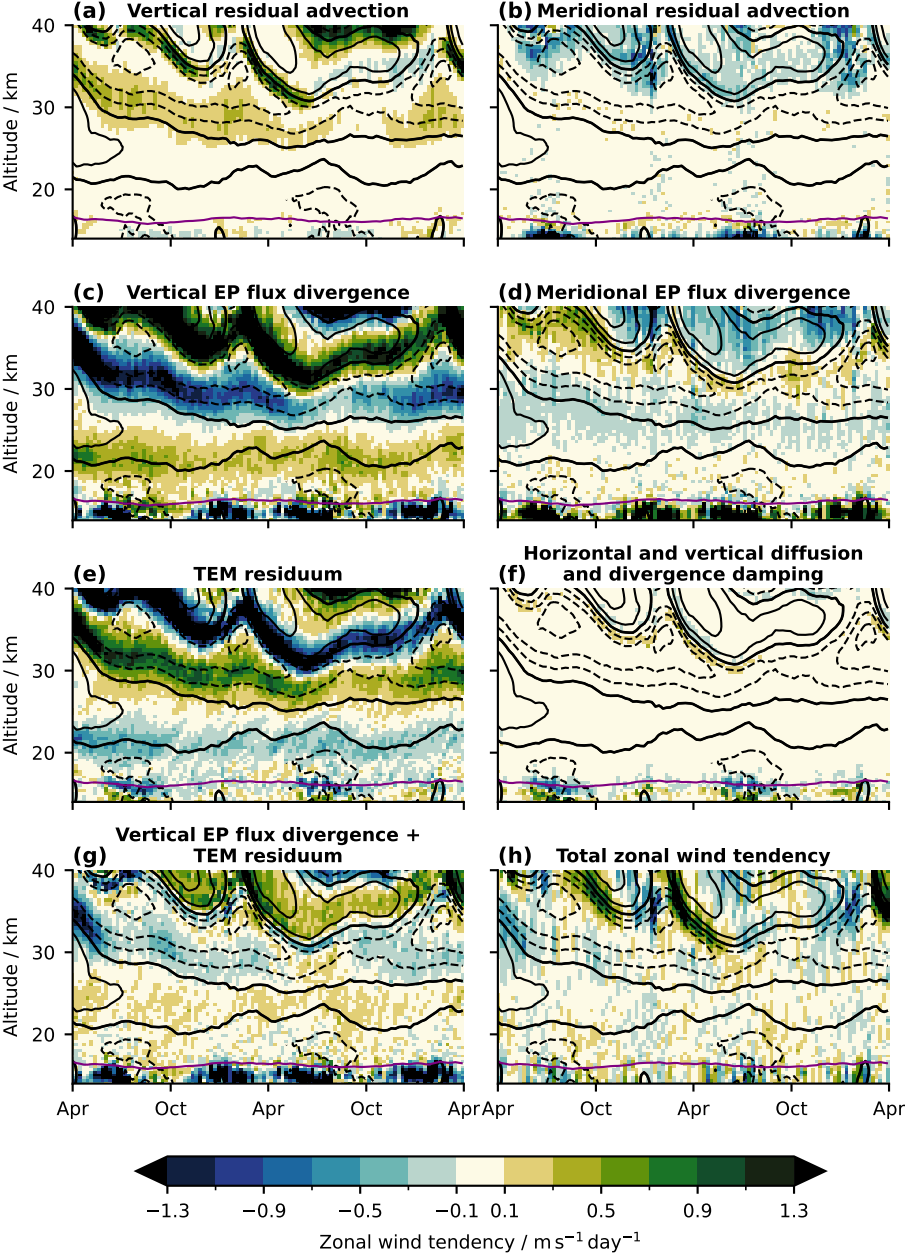 (a) Vertical residual advection
(b) Meridional residual advection
40
30
20
Altitude / km
(c) Vertical EP flux divergence
(d) Meridional EP flux divergence
40
30
20
Altitude / km
(e) TEM residuum
(f) Horizontal and vertical diffusion
and divergence damping
40
30
20
Altitude / km
(g) Vertical EP flux divergence +
TEM residuum
(h) Total zonal wind tendency
40
30
20
Altitude / km
Apr Oct Apr Oct Apr Apr Oct Apr Oct Apr
−1.3 −0.9 −0.5 −0.1 0.1 0.5 0.9 1.3
Zonal wind tendency / m s⁻¹ day⁻¹